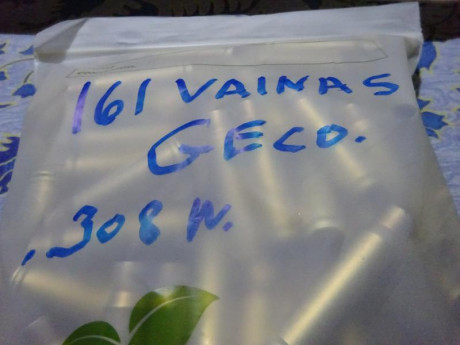 161 VAINAS
GECO.
.308 W.